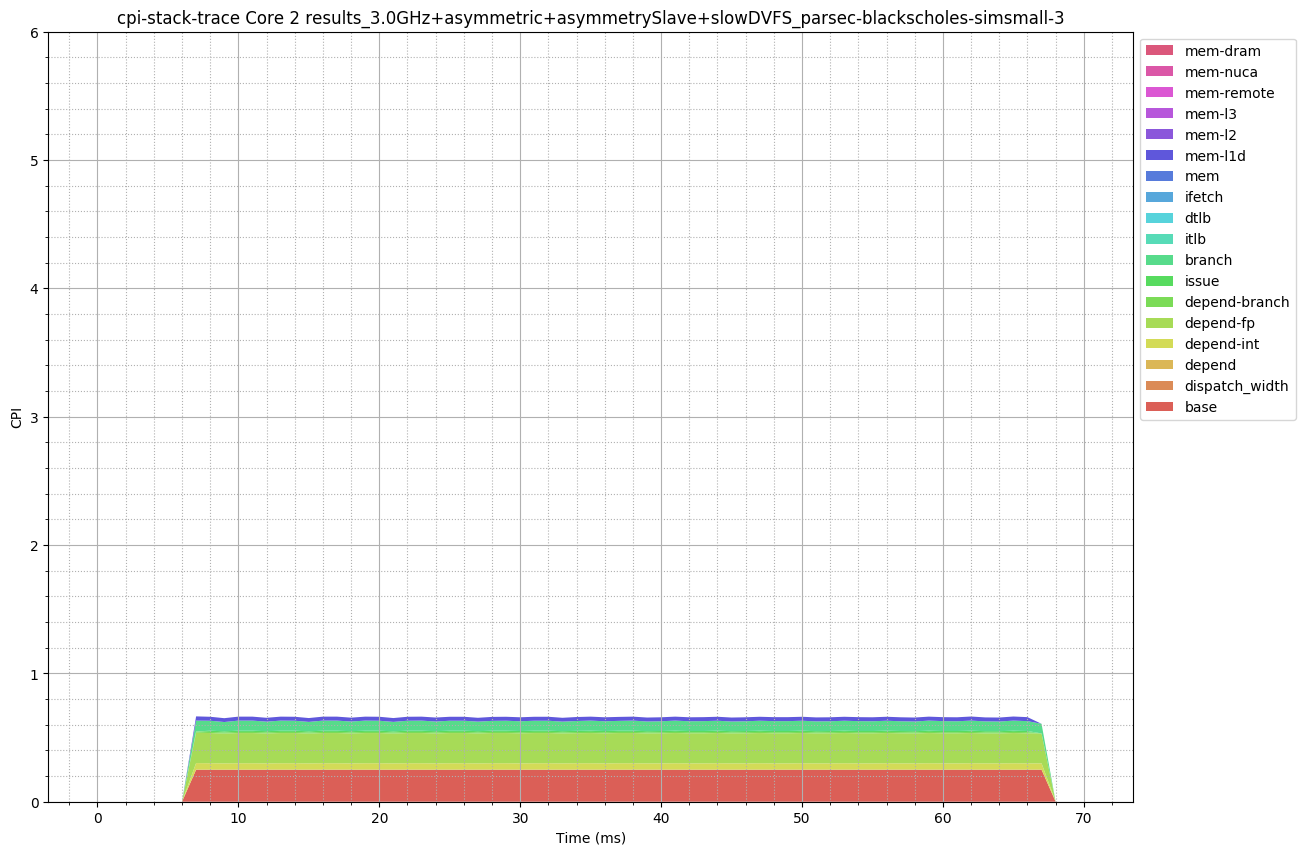 cpi-stack-trace Core 2 results_3.0GHz+asymmetric+asymmetrySlave+slowDVFS_parsec-blackscholes-simsmall-3
6
5
4
3
2
1
0
CPI
0 10 20 30 40 50 60 70
Time (ms)
mem-dram
mem-nuca
mem-remote
mem-l3
mem-l2
mem-l1d
mem
ifetch
dtlb
itlb
branch
issue
depend-branch
depend-fp
depend-int
depend
dispatch_width
base